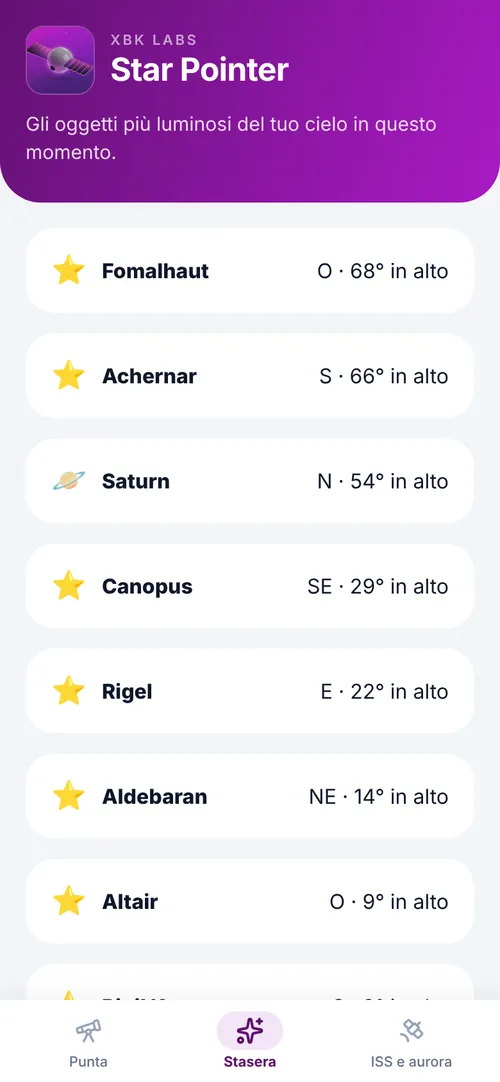 XBK LABS
Star Pointer
Gli oggetti più luminosi del tuo cielo in questo
momento.
Fomalhaut O · 68° in alto
Achernar S · 66° in alto
Saturn N · 54° in alto
Canopus SE · 29° in alto
Rigel E · 22° in alto
Aldebaran NE · 14° in alto
Altair O · 9° in alto
Punta Stasera ISS e aurora